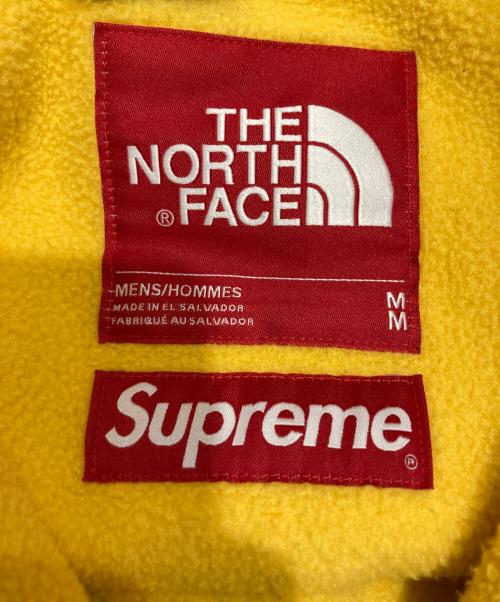 THE
NORTH
® FACE
MENS/HOMMES M
MADE IN EL SALVADOR
FABRIQUÉ AU SALVADOR M
Supreme ®